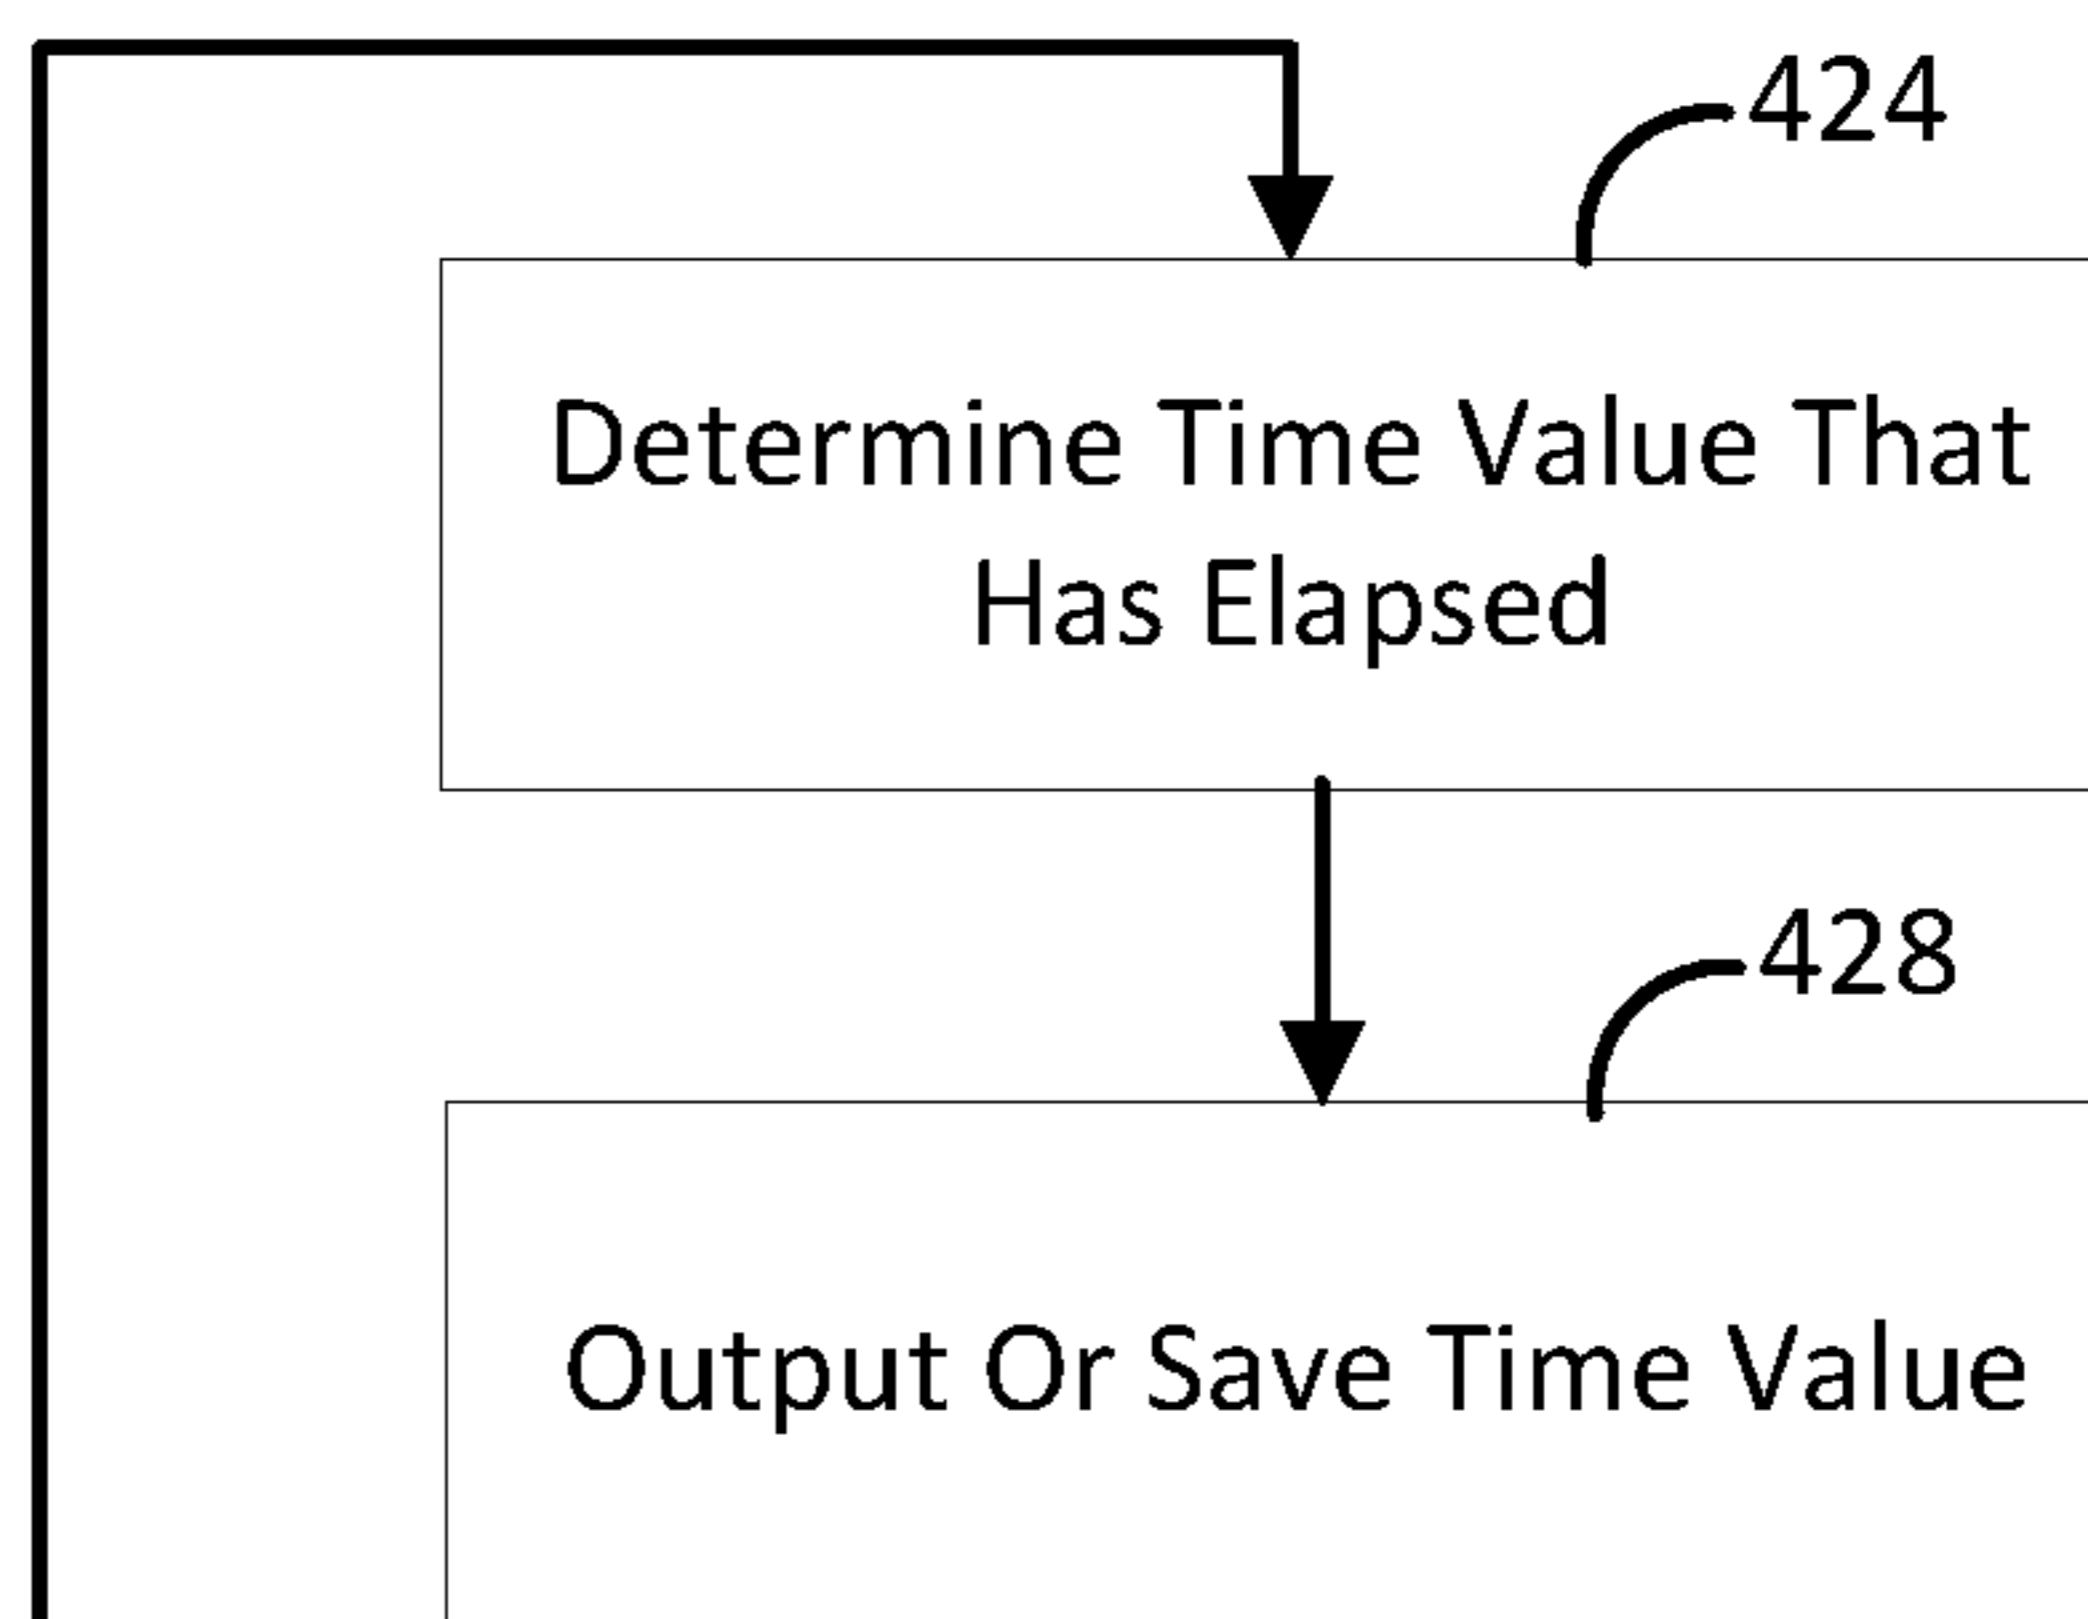 424
Determine Time Value That
Has Elapsed
428
Output Or Save Time Value